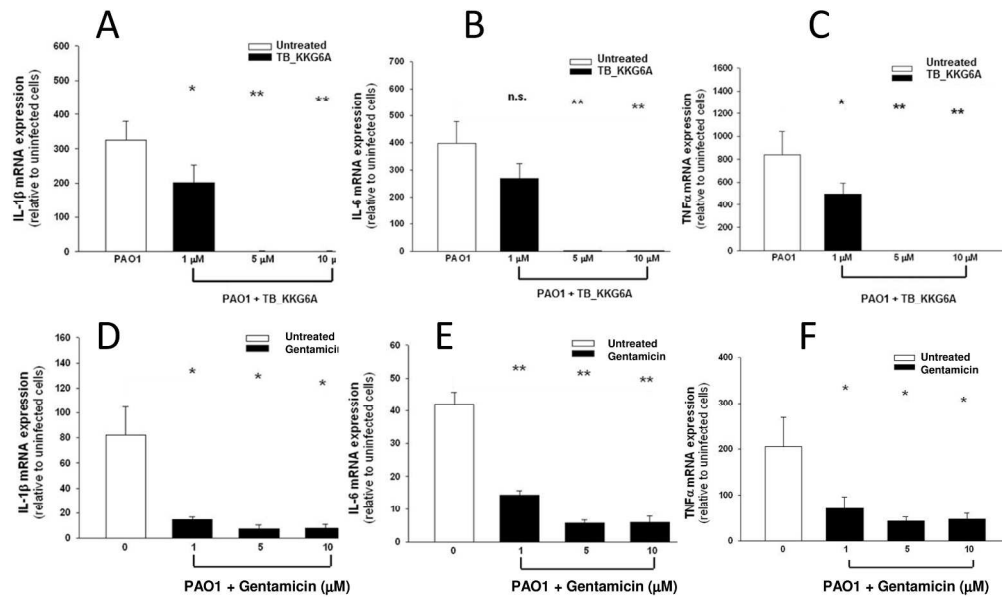 A
IL-1β mRNA expression
(relative to uninfected cells)
600
500
400
300
200
100
0
Untreated
TB_KKG6A
*
**
**
PAO1
1 µM
5 µM
10 µ
PAO1 + TB_KKG6A
B
IL-6 mRNA expression
(relative to uninfected cells)
700
600
500
400
300
200
100
0
Untreated
TB_KKG6A
n.s.
**
**
PAO1
1 µM
5 µM
10 µM
PAO1 + TB_KKG6A
C
TNFα mRNA expression
(relative to uninfected cells)
1600
1400
1200
1000
800
600
400
200
0
Untreated
TB_KKG6A
*
**
**
PAO1
1 µM
5 µM
10 µM
PAO1 + TB_KKG6A
D
IL-1β mRNA expression
(relative to uninfected cells)
160
140
120
100
80
60
40
20
0
Untreated
Gentamicin
*
*
*
0
1
5
10
PAO1 + Gentamicin (µM)
E
IL-6 mRNA expression
(relative to uninfected cells)
60
50
40
30
20
10
0
Untreated
Gentamicin
**
**
**
0
1
5
10
PAO1 + Gentamicin (µM)
F
TNFα mRNA expression
(relative to uninfected cells)
400
300
200
100
0
Untreated
Gentamicin
*
*
*
0
1
5
10
PAO1 + Gentamicin (µM)